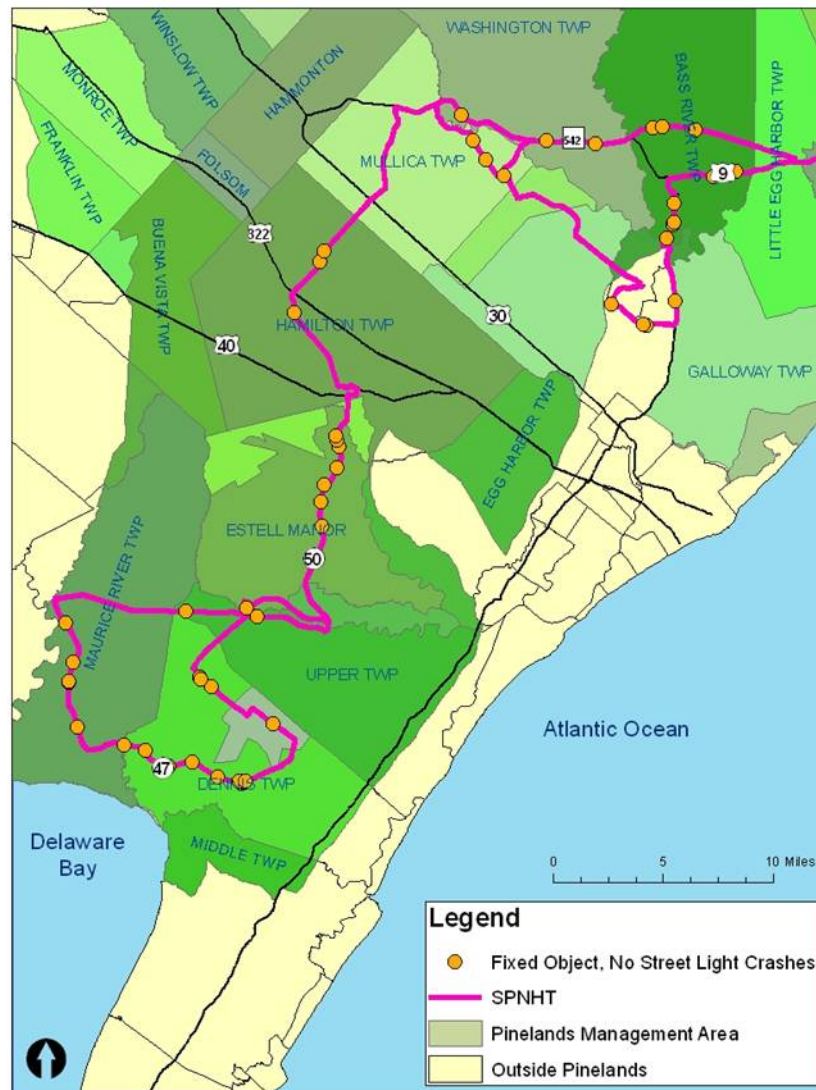 WASHINGTON TWP
WINSLOW TWP
HAMMONTON
MONROE TWP
BASS RIVER TWP
LITTLE EGG HARBOR TWP
FRANKLIN TWP
FOLSOM
MULLICA TWP
542
9
322
BUENA VISTA TWP
HAMILTON TWP
30
40
GALLOWAY TWP
EGG HARBOR TWP
ESTELL MANOR
50
MAURICE RIVER TWP
UPPER TWP
Atlantic Ocean
47
DENNIS TWP
Delaware
Bay
MIDDLE TWP
0 5 10 Miles
Legend
Fixed Object, No Street Light Crashes
SPNHT
Pinelands Management Area
Outside Pinelands